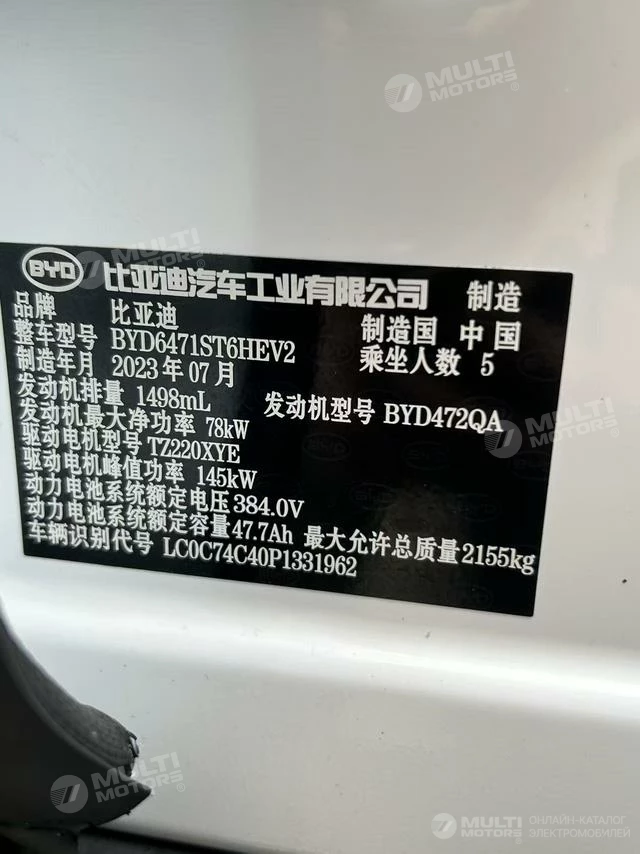 MULTI
MOTORS
BYD 比亚迪汽车工业有限公司 制造
品牌 比亚迪
制造国 中国
整车型号 BYD6471ST6HEV2
乘坐人数 5
制造年月 2023年07月
发动机排量 1498mL
发动机型号 BYD472QA
发动机最大净功率 78kW
驱动电机型号 TZ220XYE
驱动电机峰值功率 145kW
动力电池系统额定电压 384.0V
动力电池系统额定容量 47.7Ah 最大允许总质量 2155kg
车辆识别代号 LC0C74C40P1331962
MULTI
MOTORS
MULTI
MOTORS
MULTI
MOTORS
MULTI
MOTORS
ОНЛАЙН-КАТАЛОГ
ЭЛЕКТРОМОБИЛЕЙ